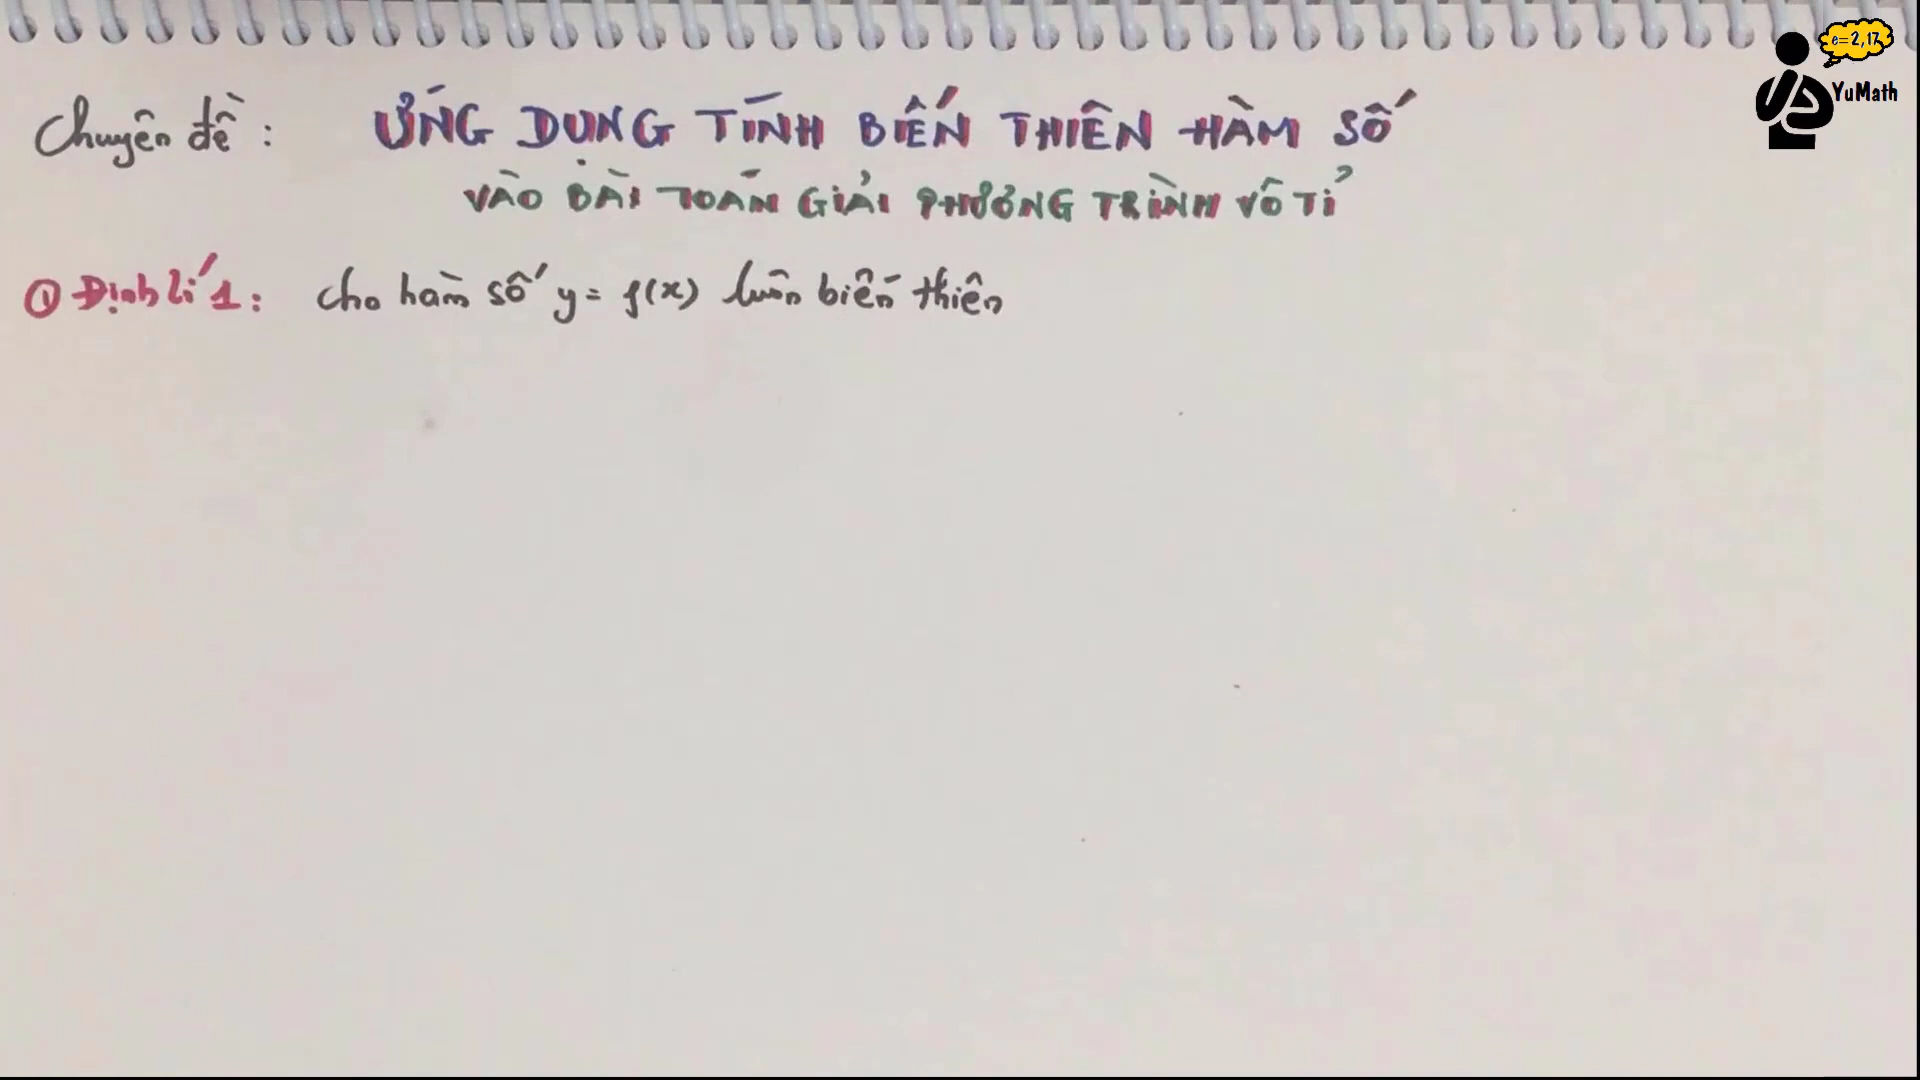 e=2,17
YuMath
Chuyên đề: ỨNG DỤNG TÍNH BIẾN THIÊN HÀM SỐ
VÀO BÀI TOÁN GIẢI PHƯƠNG TRÌNH VÔ TỈ
① Định lí 1: cho hàm số y = f(x) luôn biến thiên